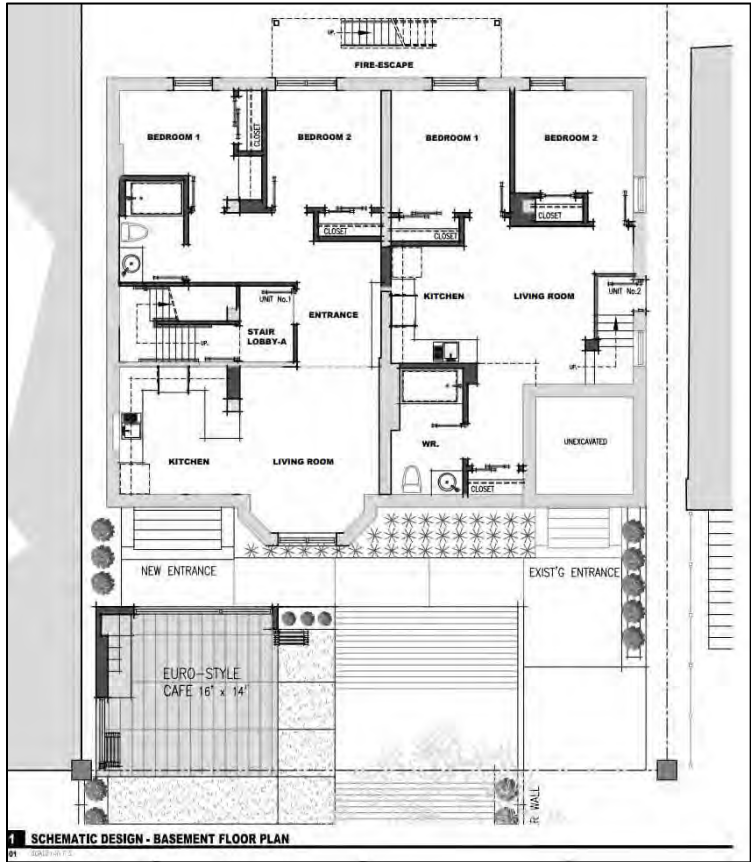 UP.
FIRE-ESCAPE
BEDROOM 1
CLOSET
BEDROOM 2
BEDROOM 1
BEDROOM 2
CLOSET
CLOSET
CLOSET
UNIT No.1
ENTRANCE
KITCHEN
LIVING ROOM
UNIT No.2
STAIR
LOBBY-A
UP.
UP.
KITCHEN
LIVING ROOM
WR.
UNEXCAVATED
CLOSET
NEW ENTRANCE
EXIST'G ENTRANCE
EURO-STYLE
CAFE 16' x 14'
R WALL
1 SCHEMATIC DESIGN - BASEMENT FLOOR PLAN
01